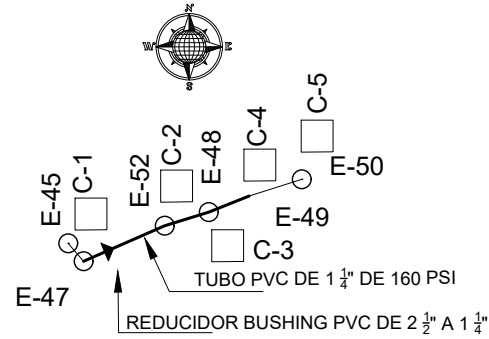 N
W E
S
C-5
C-4
C-2
E-48
C-1
E-52
E-45
E-50
E-49
C-3
E-47
TUBO PVC DE 1 1/4" DE 160 PSI
REDUCIDOR BUSHING PVC DE 2 1/2" A 1 1/4"